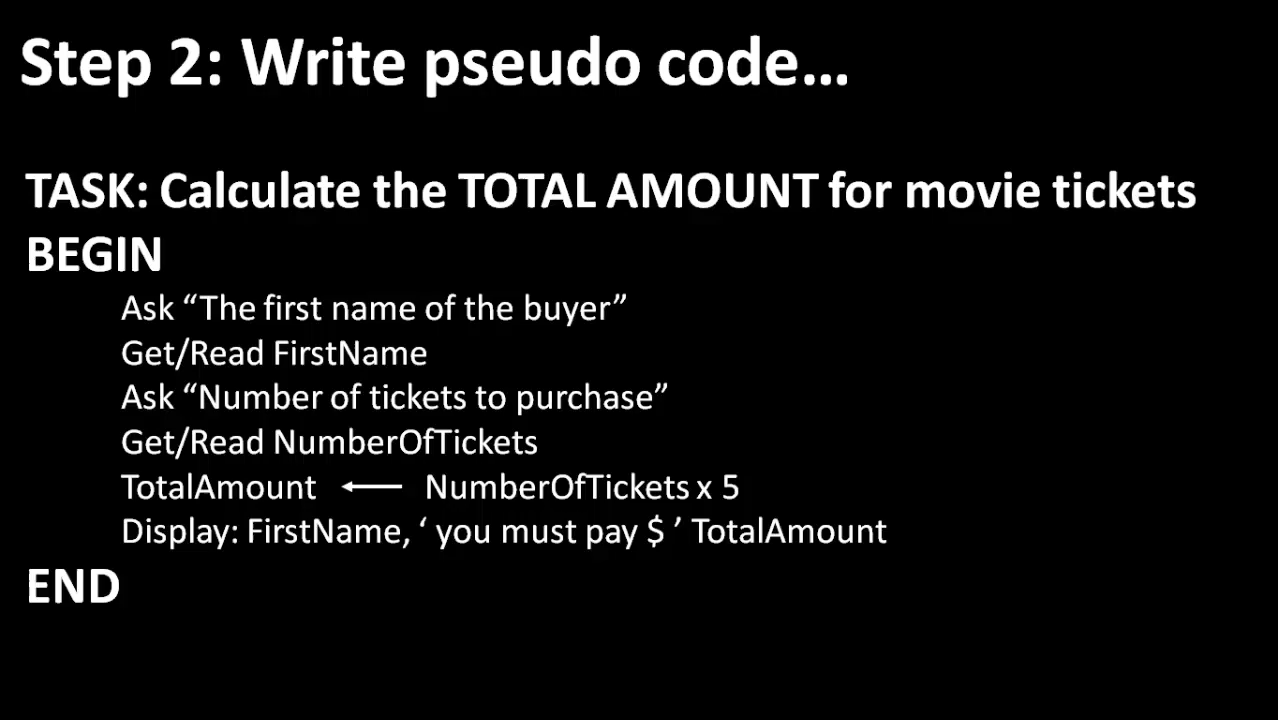 Step 2: Write pseudo code...
TASK: Calculate the TOTAL AMOUNT for movie tickets
BEGIN
Ask “The first name of the buyer”
Get/Read FirstName
Ask “Number of tickets to purchase”
Get/Read NumberOfTickets
TotalAmount ← NumberOfTickets x 5
Display: FirstName, ‘ you must pay $ ’ TotalAmount
END